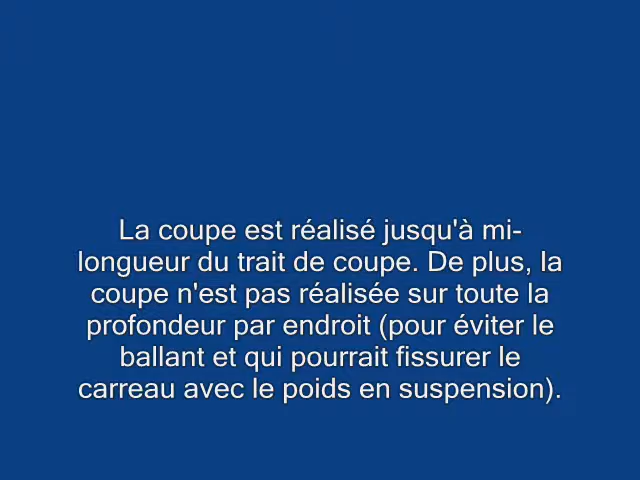 La coupe est réalisé jusqu'à mi-
longueur du trait de coupe. De plus, la
coupe n'est pas réalisée sur toute la
profondeur par endroit (pour éviter le
ballant et qui pourrait fissurer le
carreau avec le poids en suspension).